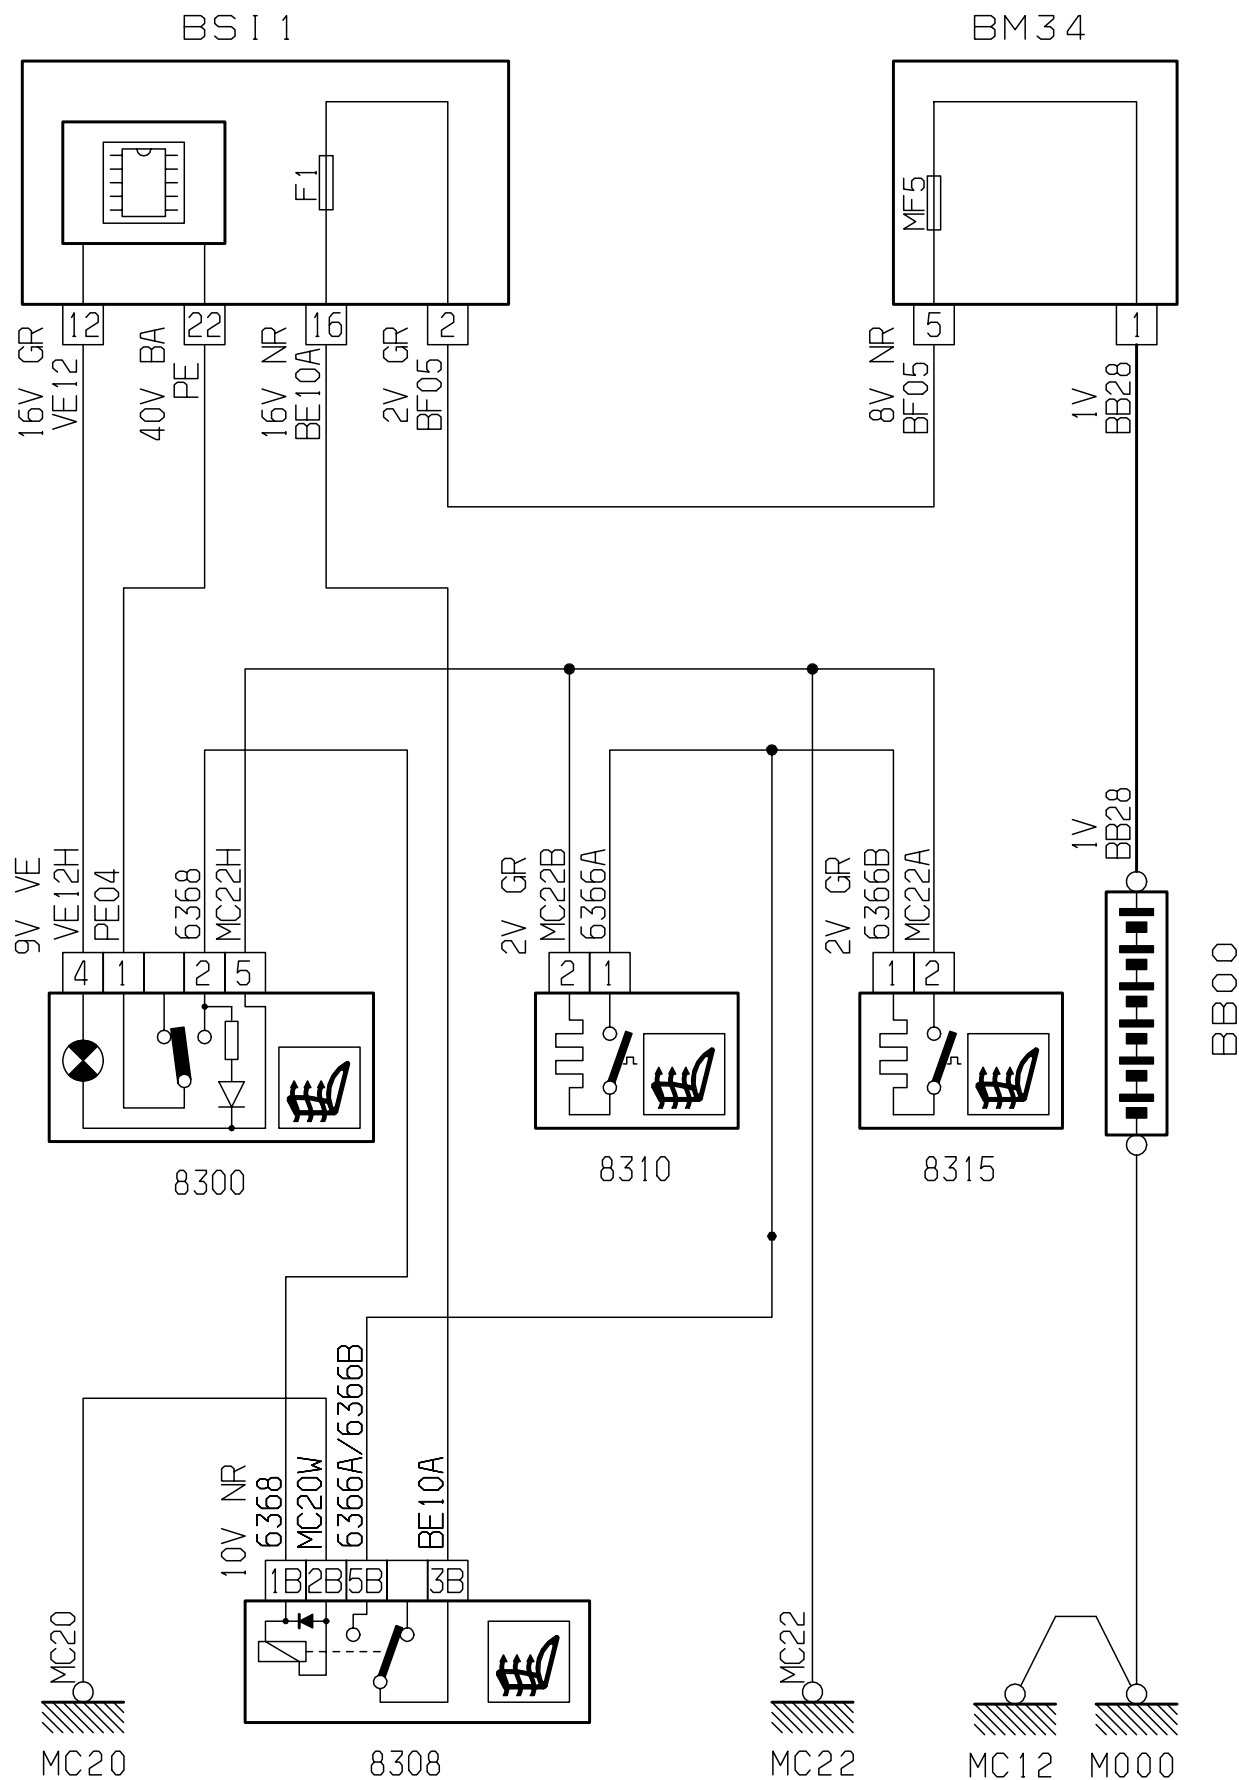 BSI1
BM34
F1
MF5
12
22
16
2
5
1
16V GR
VE12
40V BA
PE
16V NR
BE10A
2V GR
BF05
8V NR
BF05
1V
BB28
1V
BB28
9V VE
VE12H
PE04
6368
MC22H
2V GR
MC22B
6366A
2V GR
6366B
MC22A
4
1
2
5
2
1
1
2
BB00
8300
8310
8315
10V NR
6368
MC20W
6366A/6366B
BE10A
1B
2B
5B
3B
MC20
MC22
MC20
8308
MC22
MC12
M000